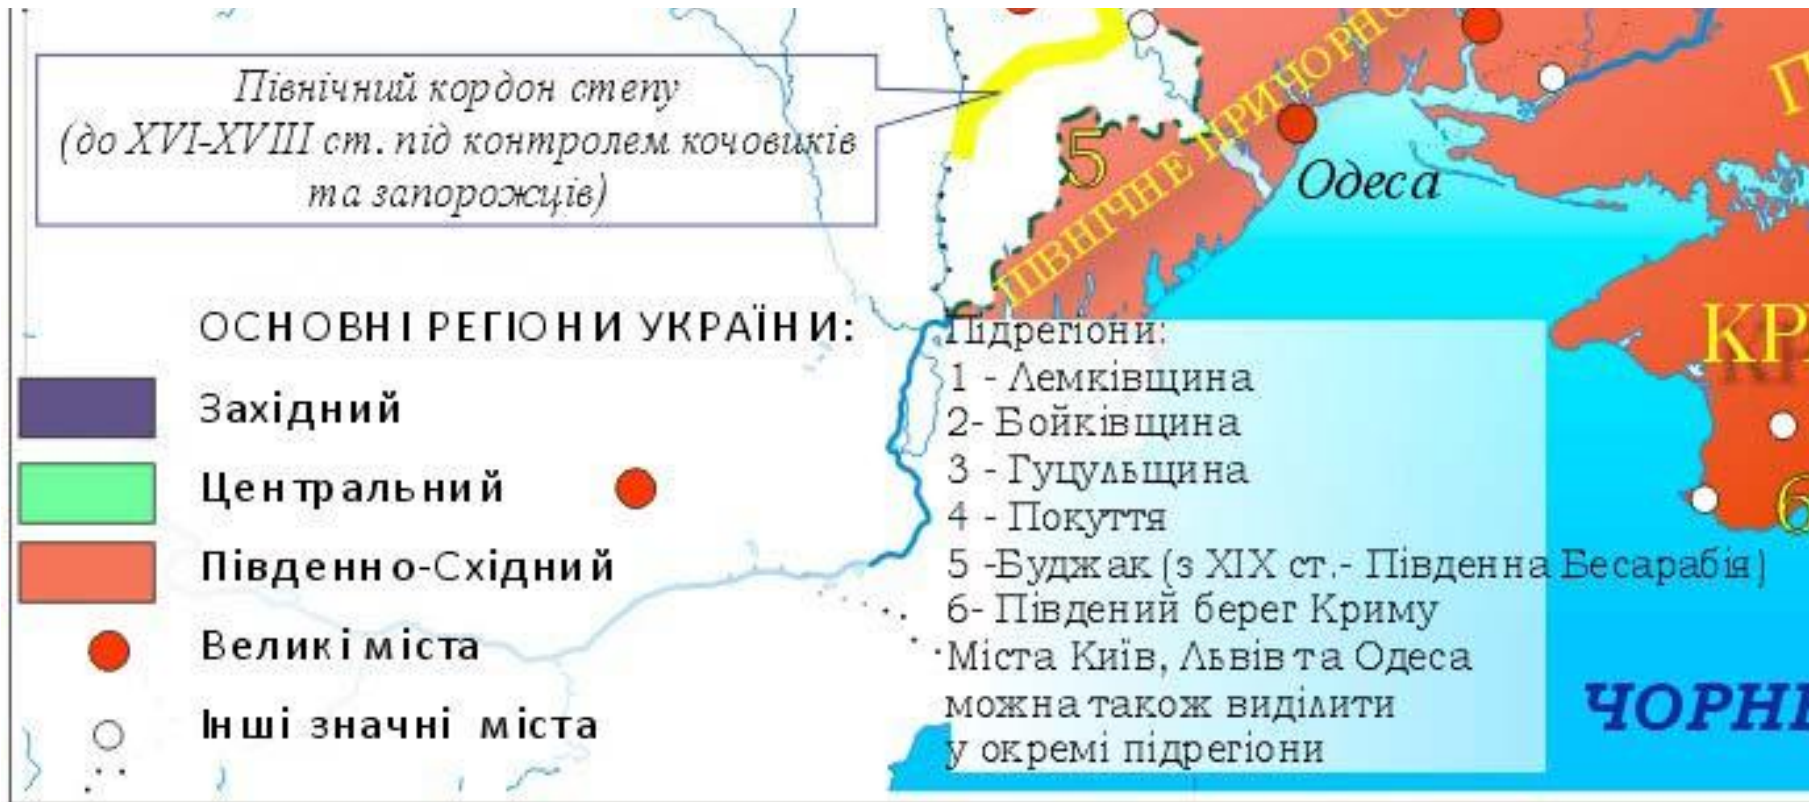 Північний кордон степу
(до XVI-XVIII ст. під контролем кочовиків
та запорожців)
ПІВНІЧНЕ ПРИЧОРНО
5
Одеса
П
КР
6
ЧОРН
ОСНОВНІ РЕГІОНИ УКРАЇНИ:
Західний
Центральний
Південно-Східний
Великі міста
Інші значні міста
Підрегіони:
1 - Лемківщина
2- Бойківщина
3 - Гуцульщина
4 - Покуття
5 -Буджак (з XIX ст.- Південна Бесарабія)
6- Південий берег Криму
Міста Київ, Львів та Одеса
можна також виділити
у окремі підрегіони